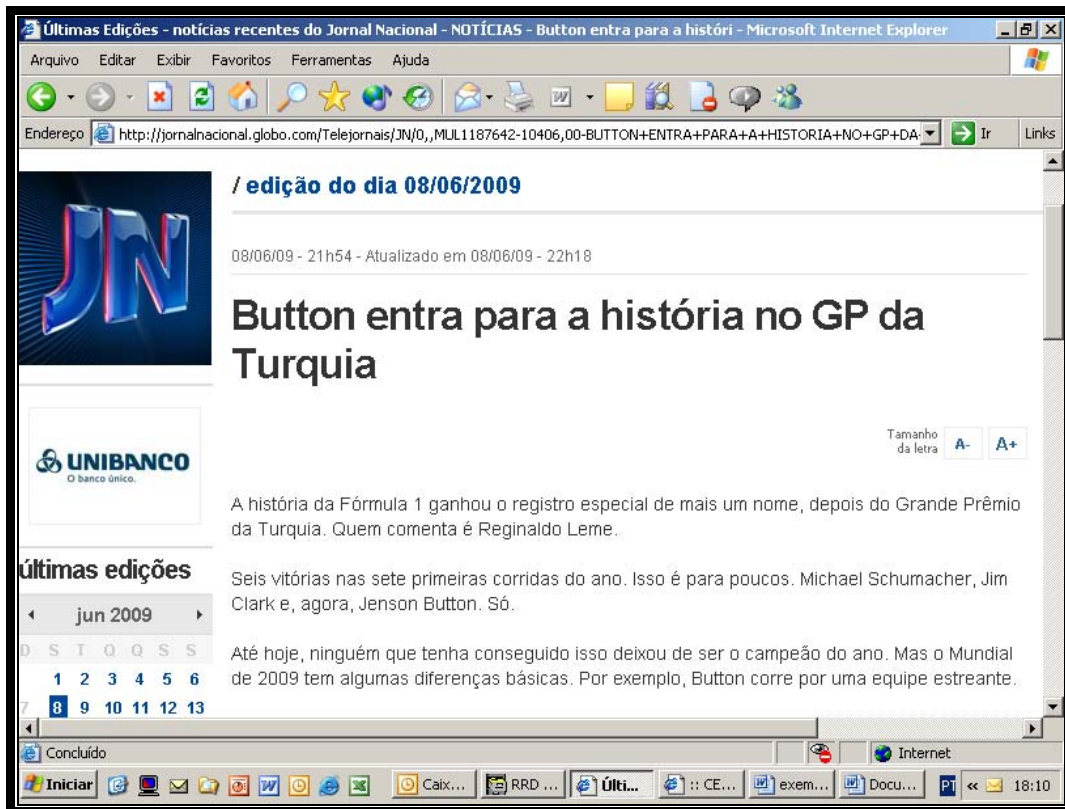 Últimas Edições - notícias recentes do Jornal Nacional - NOTÍCIAS - Button entra para a históri - Microsoft Internet Explorer
Arquivo Editar Exibir Favoritos Ferramentas Ajuda
Endereço http://jornalnacional.globo.com/Telejornais/JN/0,,MUL1187642-10406,00-BUTTON+ENTRA+PARA+A+HISTORIA+NO+GP+DA- Ir Links
JN
/ edição do dia 08/06/2009
08/06/09 - 21h54 - Atualizado em 08/06/09 - 22h18
Button entra para a história no GP da
Turquia
Tamanho
da letra A- A+
UNIBANCO
O banco único.
A história da Fórmula 1 ganhou o registro especial de mais um nome, depois do Grande Prêmio
da Turquia. Quem comenta é Reginaldo Leme.
Seis vitórias nas sete primeiras corridas do ano. Isso é para poucos. Michael Schumacher, Jim
Clark e, agora, Jenson Button. Só.
Até hoje, ninguém que tenha conseguido isso deixou de ser o campeão do ano. Mas o Mundial
de 2009 tem algumas diferenças básicas. Por exemplo, Button corre por uma equipe estreante.
últimas edições
jun 2009
D S T Q Q S S
1 2 3 4 5 6
7 8 9 10 11 12 13
Concluído Internet
Iniciar Caix... RRD ... Últi... :: CE... exem... Docu... PT « 18:10